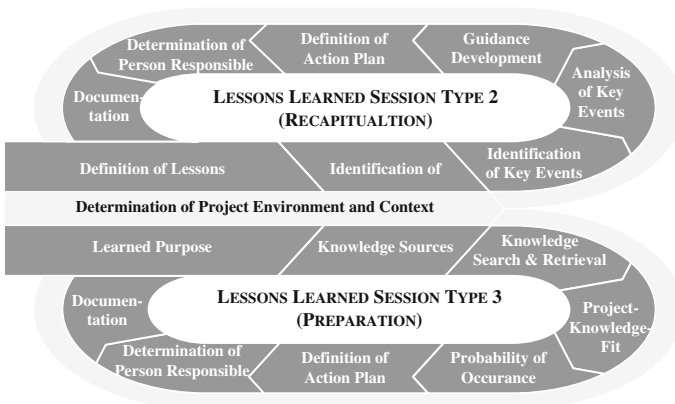 Determination of
Person Responsible
Definition of
Action Plan
Guidance
Development
Analysis
of Key
Events
Documen-
tation
LESSONS LEARNED SESSION TYPE 2
(RECAPITUALTION)
Definition of Lessons
Identification of
Identification
of Key Events
Determination of Project Environment and Context
Learned Purpose
Knowledge Sources
Knowledge
Search & Retrieval
Documen-
tation
LESSONS LEARNED SESSION TYPE 3
(PREPARATION)
Project-
Knowledge-
Fit
Determination of
Person Responsible
Definition of
Action Plan
Probability of
Occurance